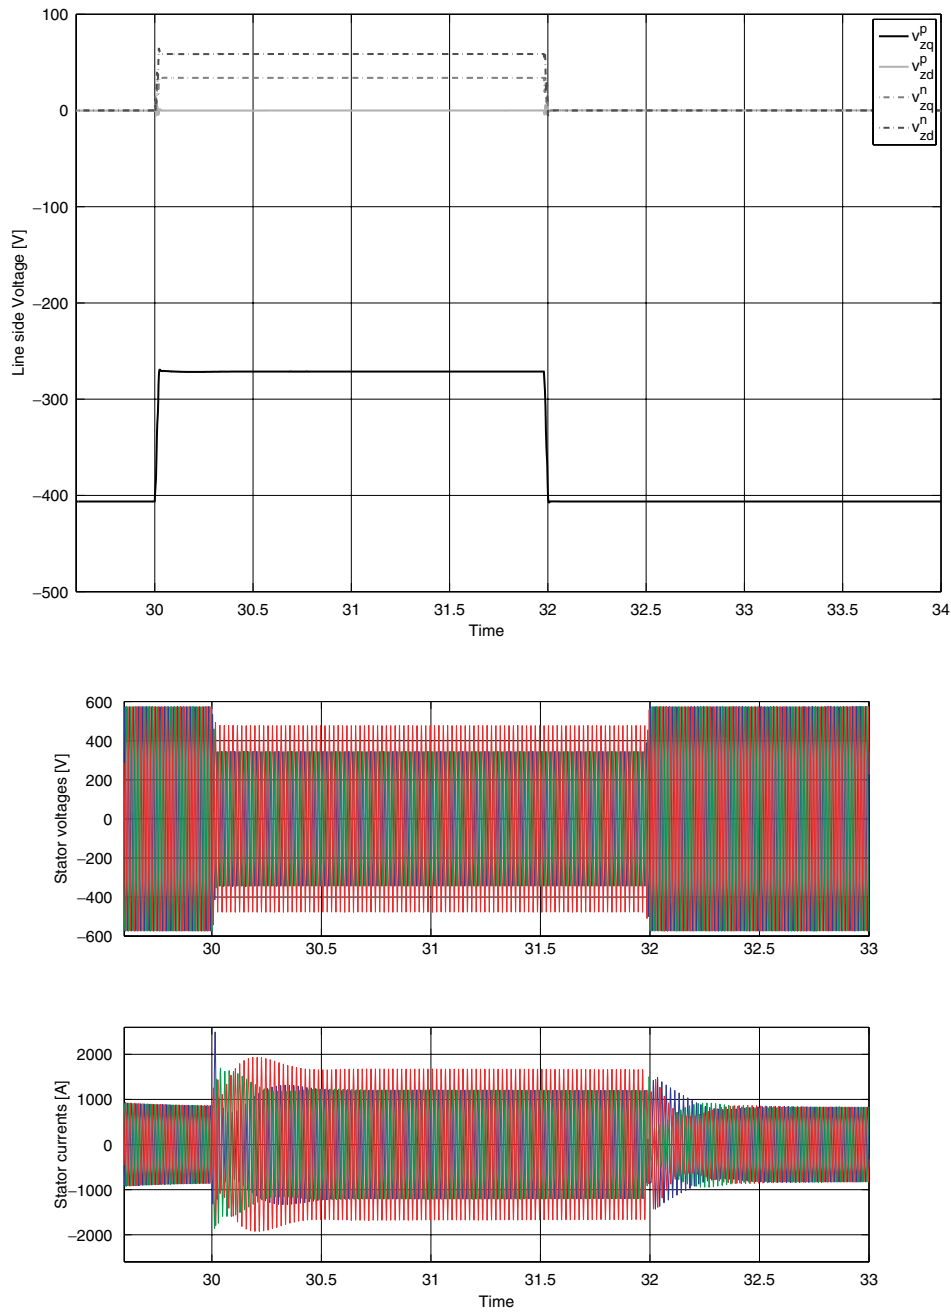 100
0
−100
−200
−300
−400
−500
Line side Voltage [V]
v^p_zq
v^p_zd
v^n_zq
v^n_zd
30 30.5 31 31.5 32 32.5 33 33.5 34
Time
600
400
200
0
−200
−400
−600
Stator voltages [V]
30 30.5 31 31.5 32 32.5 33
2000
1000
0
−1000
−2000
Stator currents [A]
30 30.5 31 31.5 32 32.5 33
Time